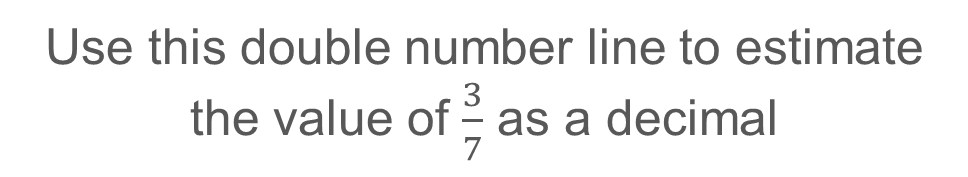 Use this double number line to estimate
the value of 3/7 as a decimal